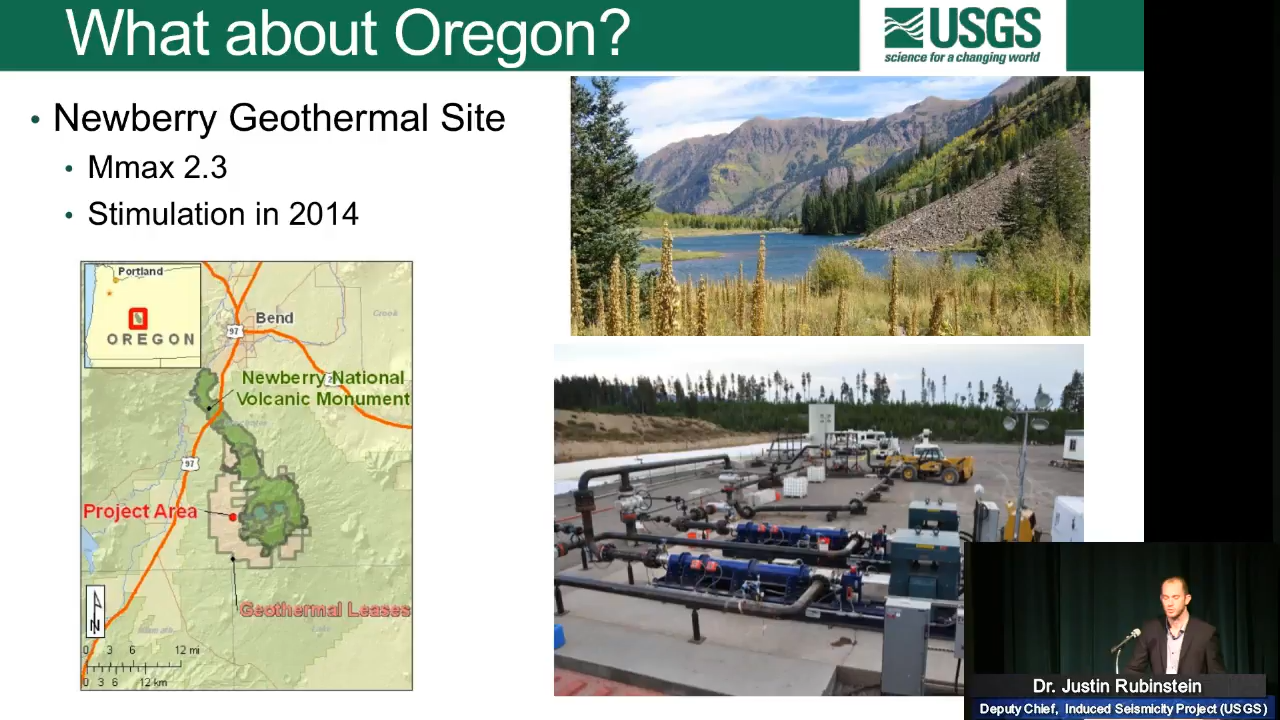 What about Oregon?
USGS
science for a changing world
• Newberry Geothermal Site
• Mmax 2.3
• Stimulation in 2014
Portland
OREGON
97
Bend
Crook
2
Newberry National
Volcanic Monument
97
Project Area
Geothermal Leases
N
0 3 6 12 mi
0 3 6 12 km
Dr. Justin Rubinstein
Deputy Chief, Induced Seismicity Project (USGS)